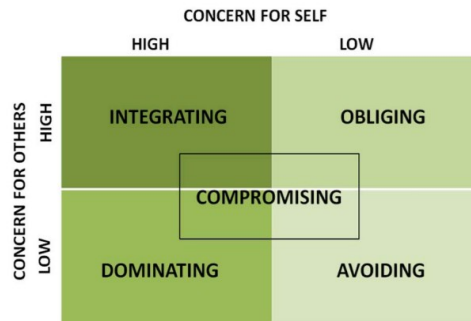 CONCERN FOR SELF
HIGH LOW
CONCERN FOR OTHERS
HIGH
LOW
INTEGRATING OBLIGING
COMPROMISING
DOMINATING AVOIDING